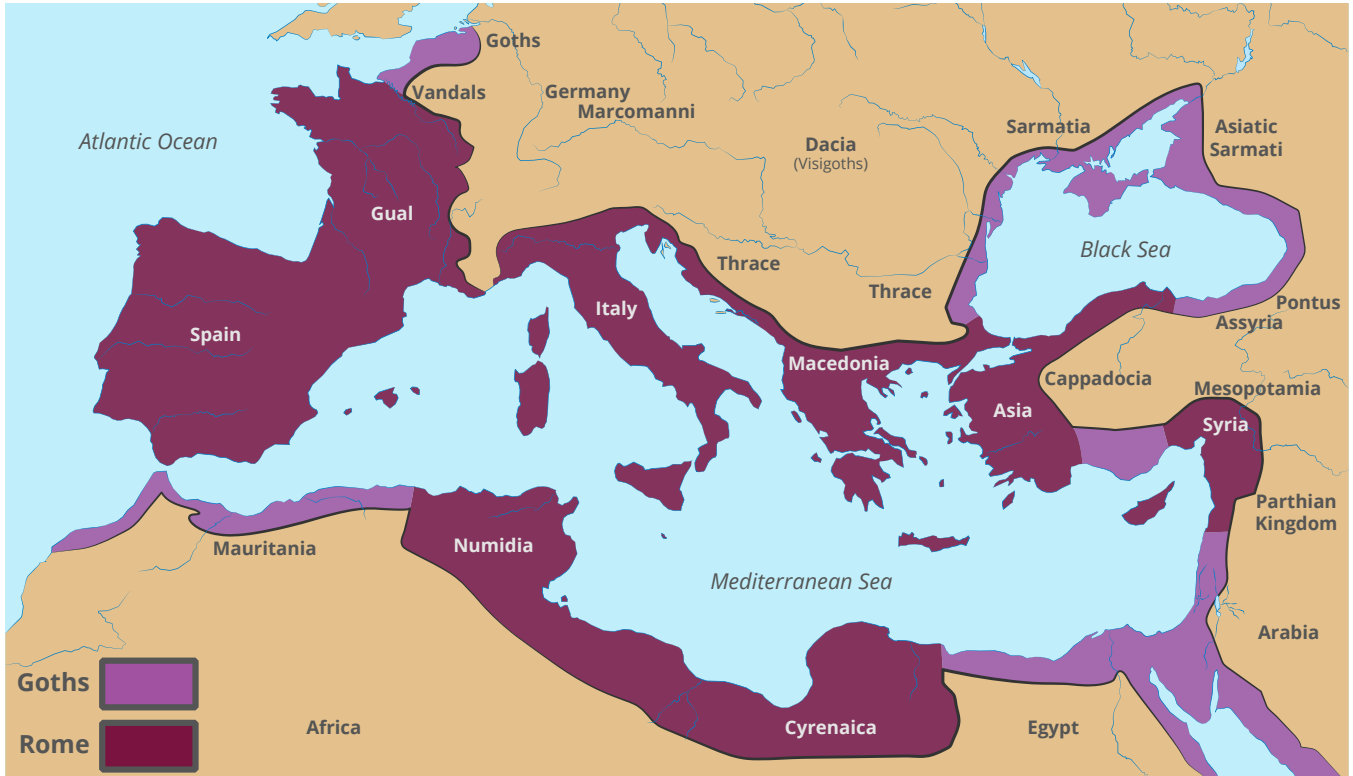 Goths
Vandals
Germany
Marcomanni
Atlantic Ocean
Sarmatia
Asiatic
Sarmati
Dacia
(Visigoths)
Gual
Thrace
Black Sea
Thrace
Italy
Pontus
Assyria
Spain
Macedonia
Cappadocia
Mesopotamia
Asia
Syria
Parthian
Kingdom
Mauritania
Numidia
Mediterranean Sea
Arabia
Goths
Africa
Cyrenaica
Egypt
Rome